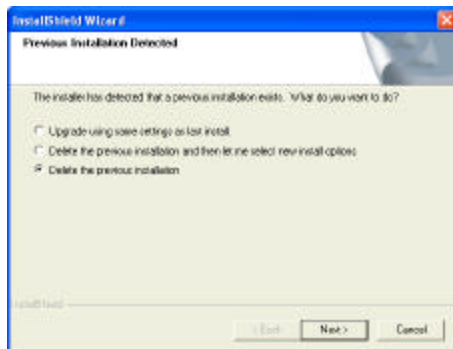 InstallShield Wizard
Previous Installation Detected
The installer has detected that a previous installation exists. What do you want to do?
Upgrade using same settings as last install
Delete the previous installation and then let me select new install options
Delete the previous installation
InstallShield
< Back
Next >
Cancel